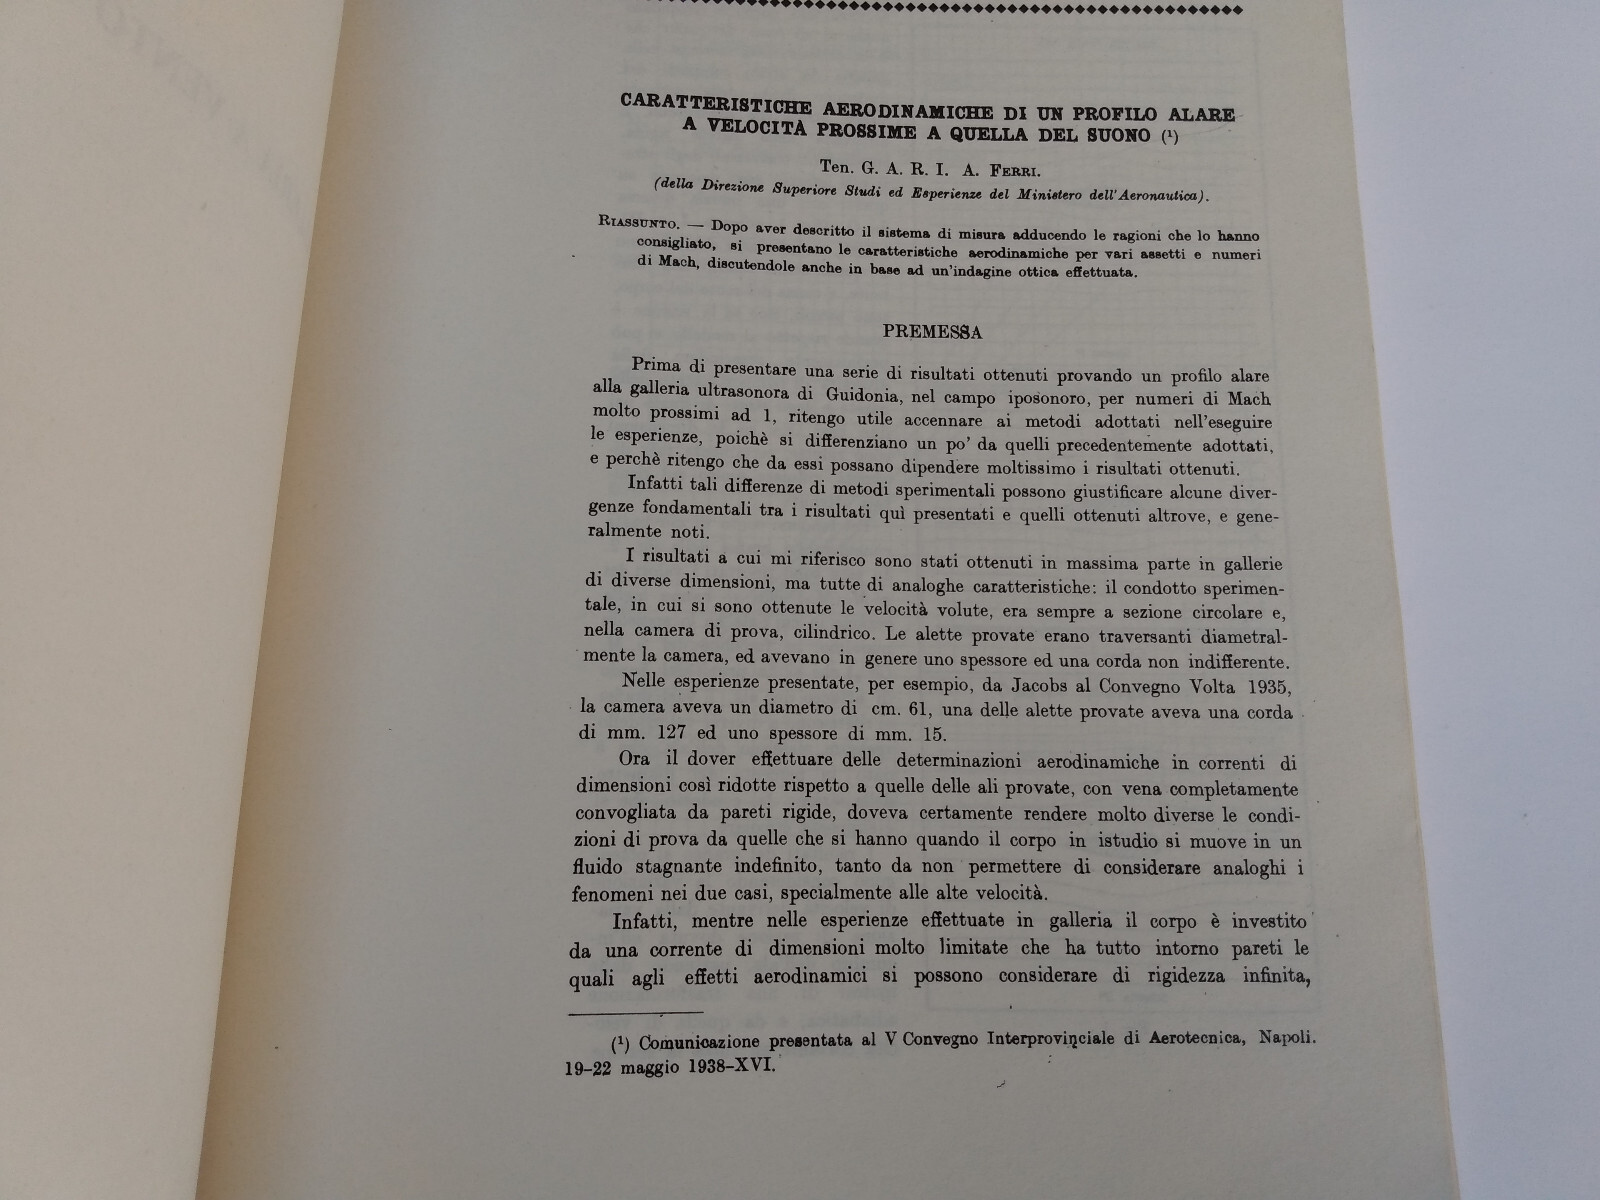 CARATTERISTICHE AERODINAMICHE DI UN PROFILO ALARE
A VELOCITÀ PROSSIME A QUELLA DEL SUONO (¹)
Ten. G. A. R. I. A. FERRI.
(della Direzione Superiore Studi ed Esperienze del Ministero dell'Aeronautica).
RIASSUNTO. — Dopo aver descritto il sistema di misura adducendo le ragioni che lo hanno
consigliato, si presentano le caratteristiche aerodinamiche per vari assetti e numeri
di Mach, discutendole anche in base ad un'indagine ottica effettuata.
PREMESSA
Prima di presentare una serie di risultati ottenuti provando un profilo alare
alla galleria ultrasonora di Guidonia, nel campo iposonoro, per numeri di Mach
molto prossimi ad 1, ritengo utile accennare ai metodi adottati nell'eseguire
le esperienze, poichè si differenziano un po' da quelli precedentemente adottati,
e perchè ritengo che da essi possano dipendere moltissimo i risultati ottenuti.
Infatti tali differenze di metodi sperimentali possono giustificare alcune diver-
genze fondamentali tra i risultati quì presentati e quelli ottenuti altrove, e gene-
ralmente noti.
I risultati a cui mi riferisco sono stati ottenuti in massima parte in gallerie
di diverse dimensioni, ma tutte di analoghe caratteristiche: il condotto sperimen-
tale, in cui si sono ottenute le velocità volute, era sempre a sezione circolare e,
nella camera di prova, cilindrico. Le alette provate erano traversanti diametral-
mente la camera, ed avevano in genere uno spessore ed una corda non indifferente.
Nelle esperienze presentate, per esempio, da Jacobs al Convegno Volta 1935,
la camera aveva un diametro di cm. 61, una delle alette provate aveva una corda
di mm. 127 ed uno spessore di mm. 15.
Ora il dover effettuare delle determinazioni aerodinamiche in correnti di
dimensioni così ridotte rispetto a quelle delle ali provate, con vena completamente
convogliata da pareti rigide, doveva certamente rendere molto diverse le condi-
zioni di prova da quelle che si hanno quando il corpo in istudio si muove in un
fluido stagnante indefinito, tanto da non permettere di considerare analoghi i
fenomeni nei due casi, specialmente alle alte velocità.
Infatti, mentre nelle esperienze effettuate in galleria il corpo è investito
da una corrente di dimensioni molto limitate che ha tutto intorno pareti le
quali agli effetti aerodinamici si possono considerare di rigidezza infinita,
(¹) Comunicazione presentata al V Convegno Interprovinciale di Aerotecnica, Napoli.
19-22 maggio 1938-XVI.